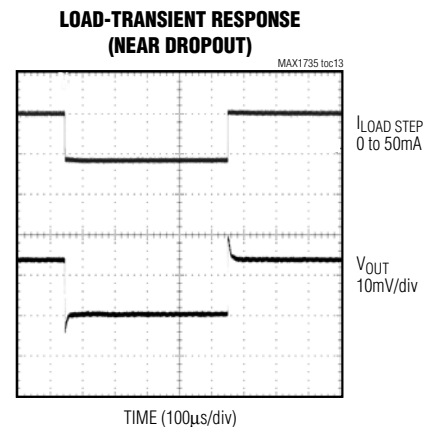 LOAD-TRANSIENT RESPONSE
(NEAR DROPOUT)
MAX1735 toc13
ILOAD STEP
0 to 50mA
VOUT
10mV/div
TIME (100μs/div)